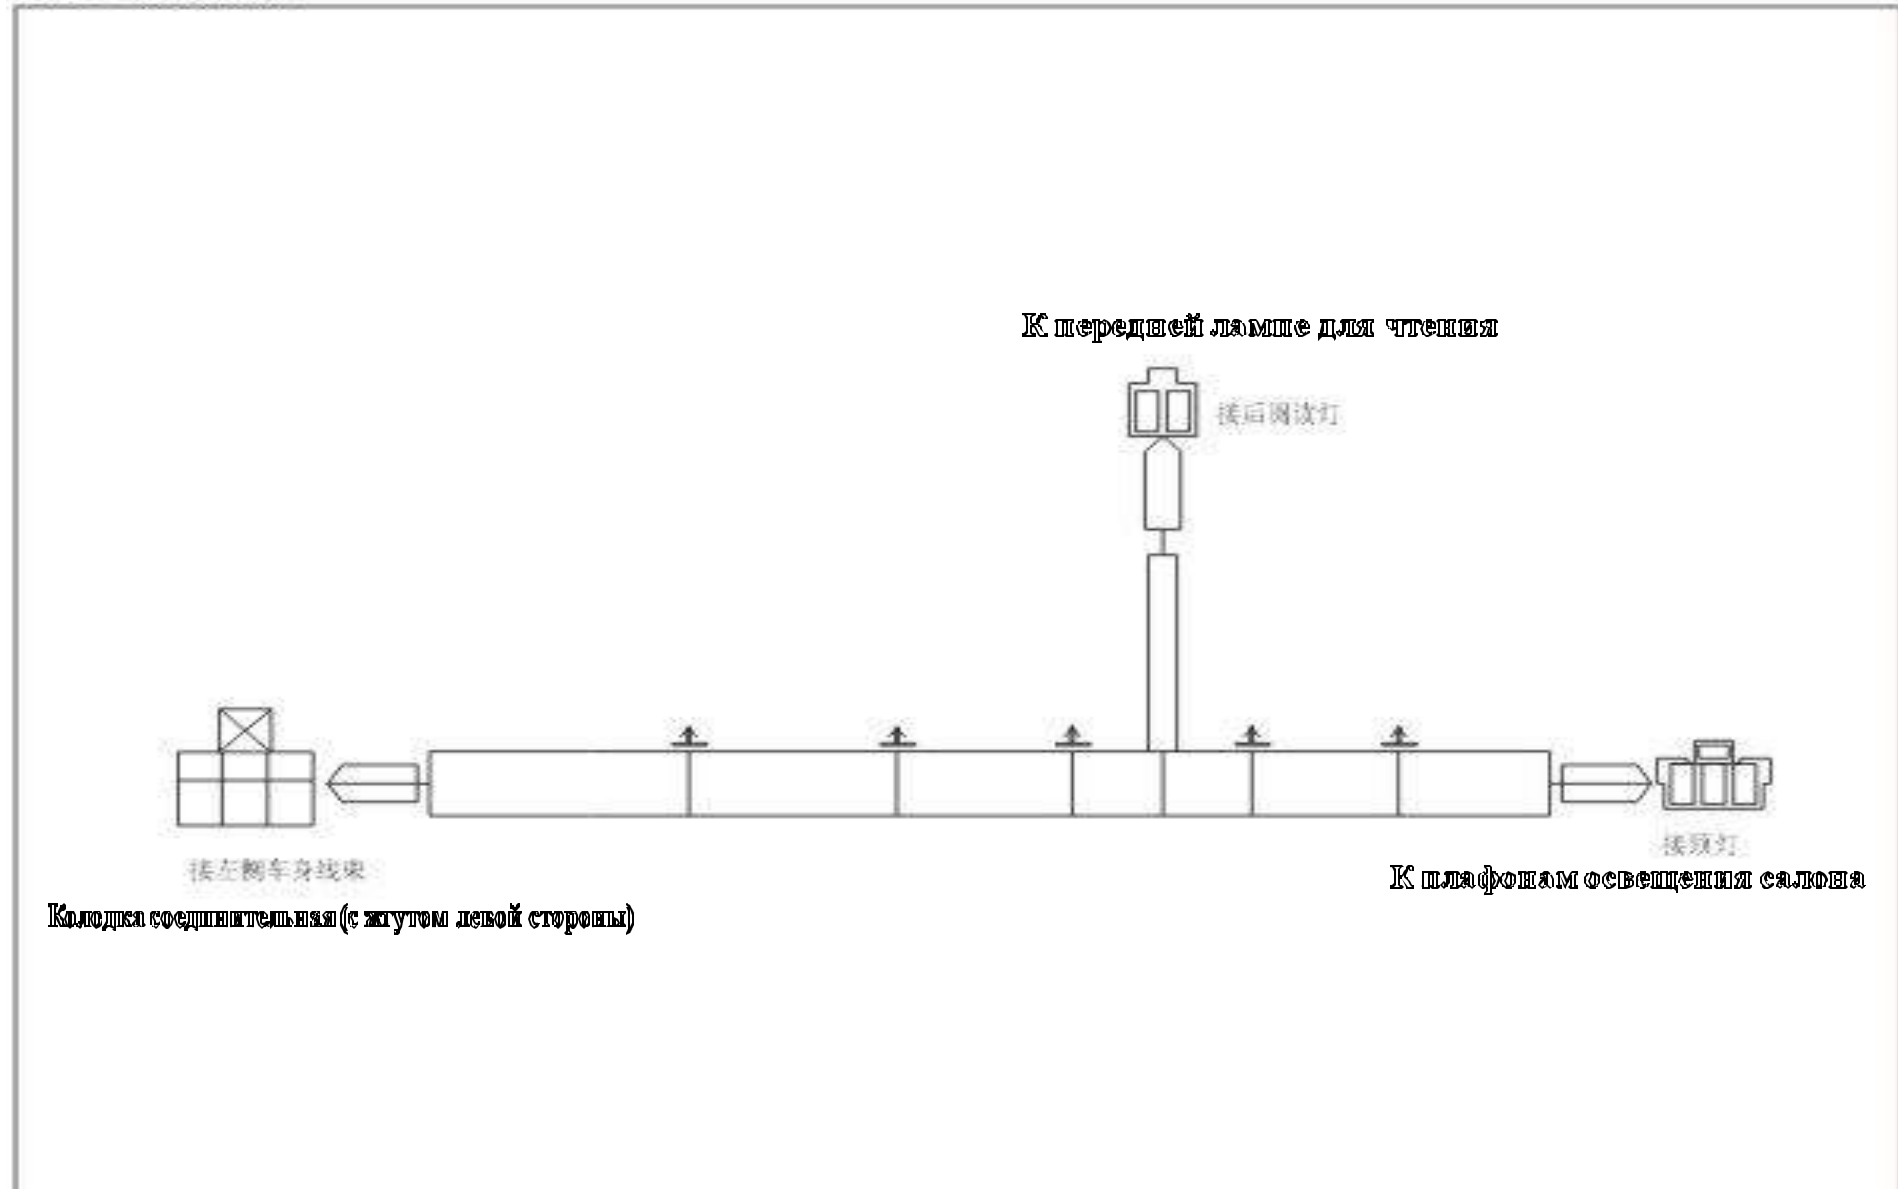 К передней лампе для чтения
接后阅读灯
接顶灯
接左侧车身线束
К плафонам освещения салона
Колодка соединительная (с жгутом левой стороны)